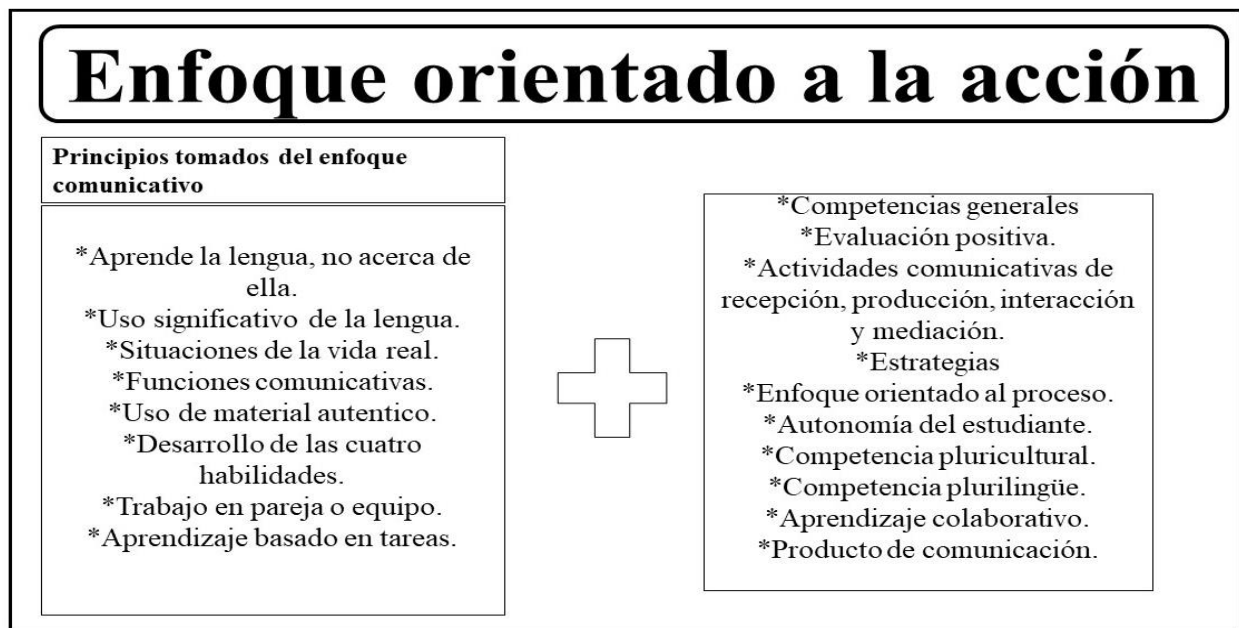 Enfoque orientado a la acción
Principios tomados del enfoque
comunicativo
*Aprende la lengua, no acerca de
ella.
*Uso significativo de la lengua.
*Situaciones de la vida real.
*Funciones comunicativas.
*Uso de material autentico.
*Desarrollo de las cuatro
habilidades.
*Trabajo en pareja o equipo.
*Aprendizaje basado en tareas.
*Competencias generales
*Evaluación positiva.
*Actividades comunicativas de
recepción, producción, interacción
y mediación.
*Estrategias
*Enfoque orientado al proceso.
*Autonomía del estudiante.
*Competencia pluricultural.
*Competencia plurilingüe.
*Aprendizaje colaborativo.
*Producto de comunicación.